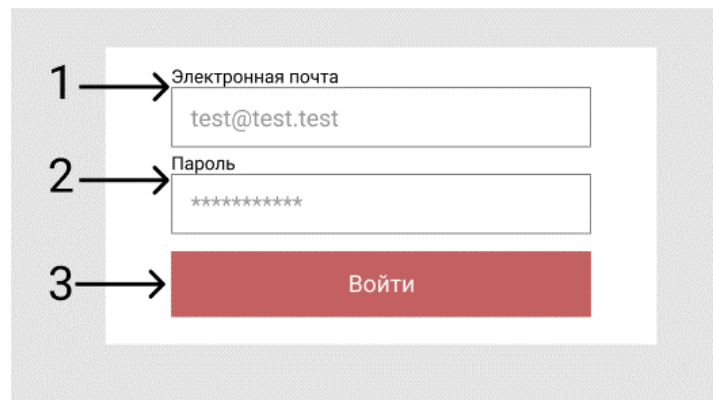 1
Электронная почта
test@test.test
2
Пароль
***********
3
Войти